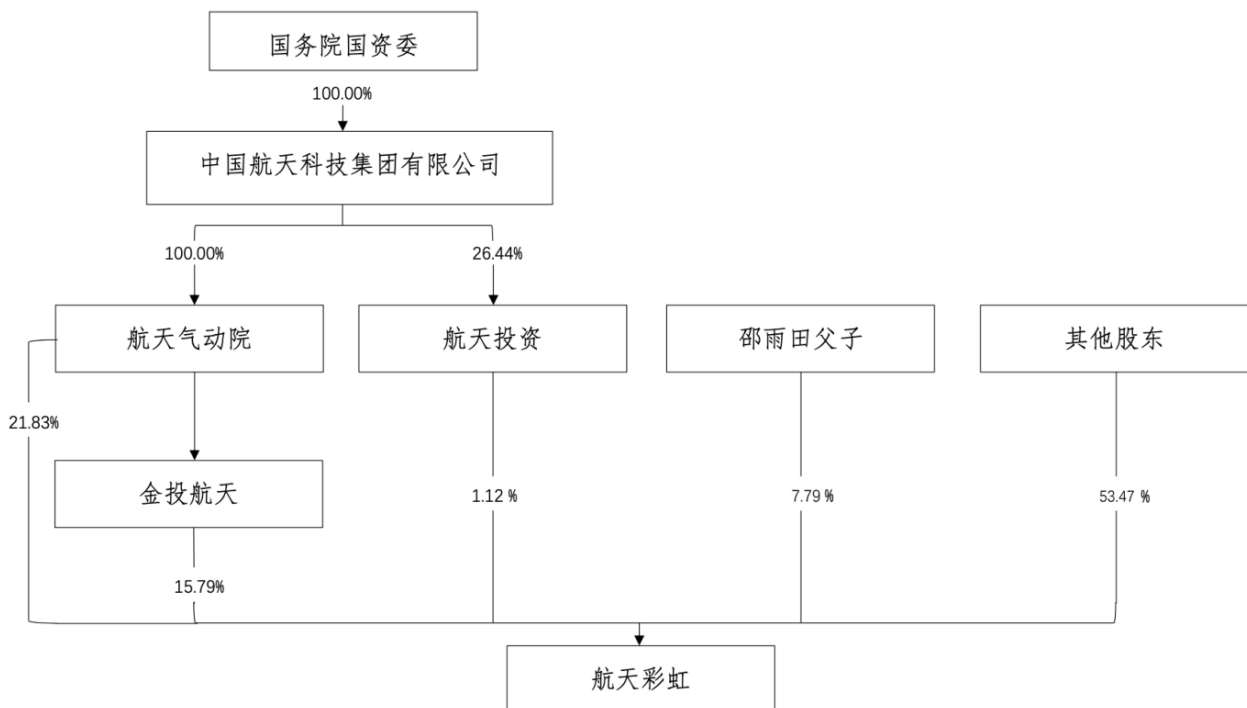 国务院国资委
100.00%
中国航天科技集团有限公司
100.00%
26.44%
航天气动院
航天投资
邵雨田父子
其他股东
21.83%
金投航天
1.12 %
7.79 %
53.47 %
15.79%
航天彩虹